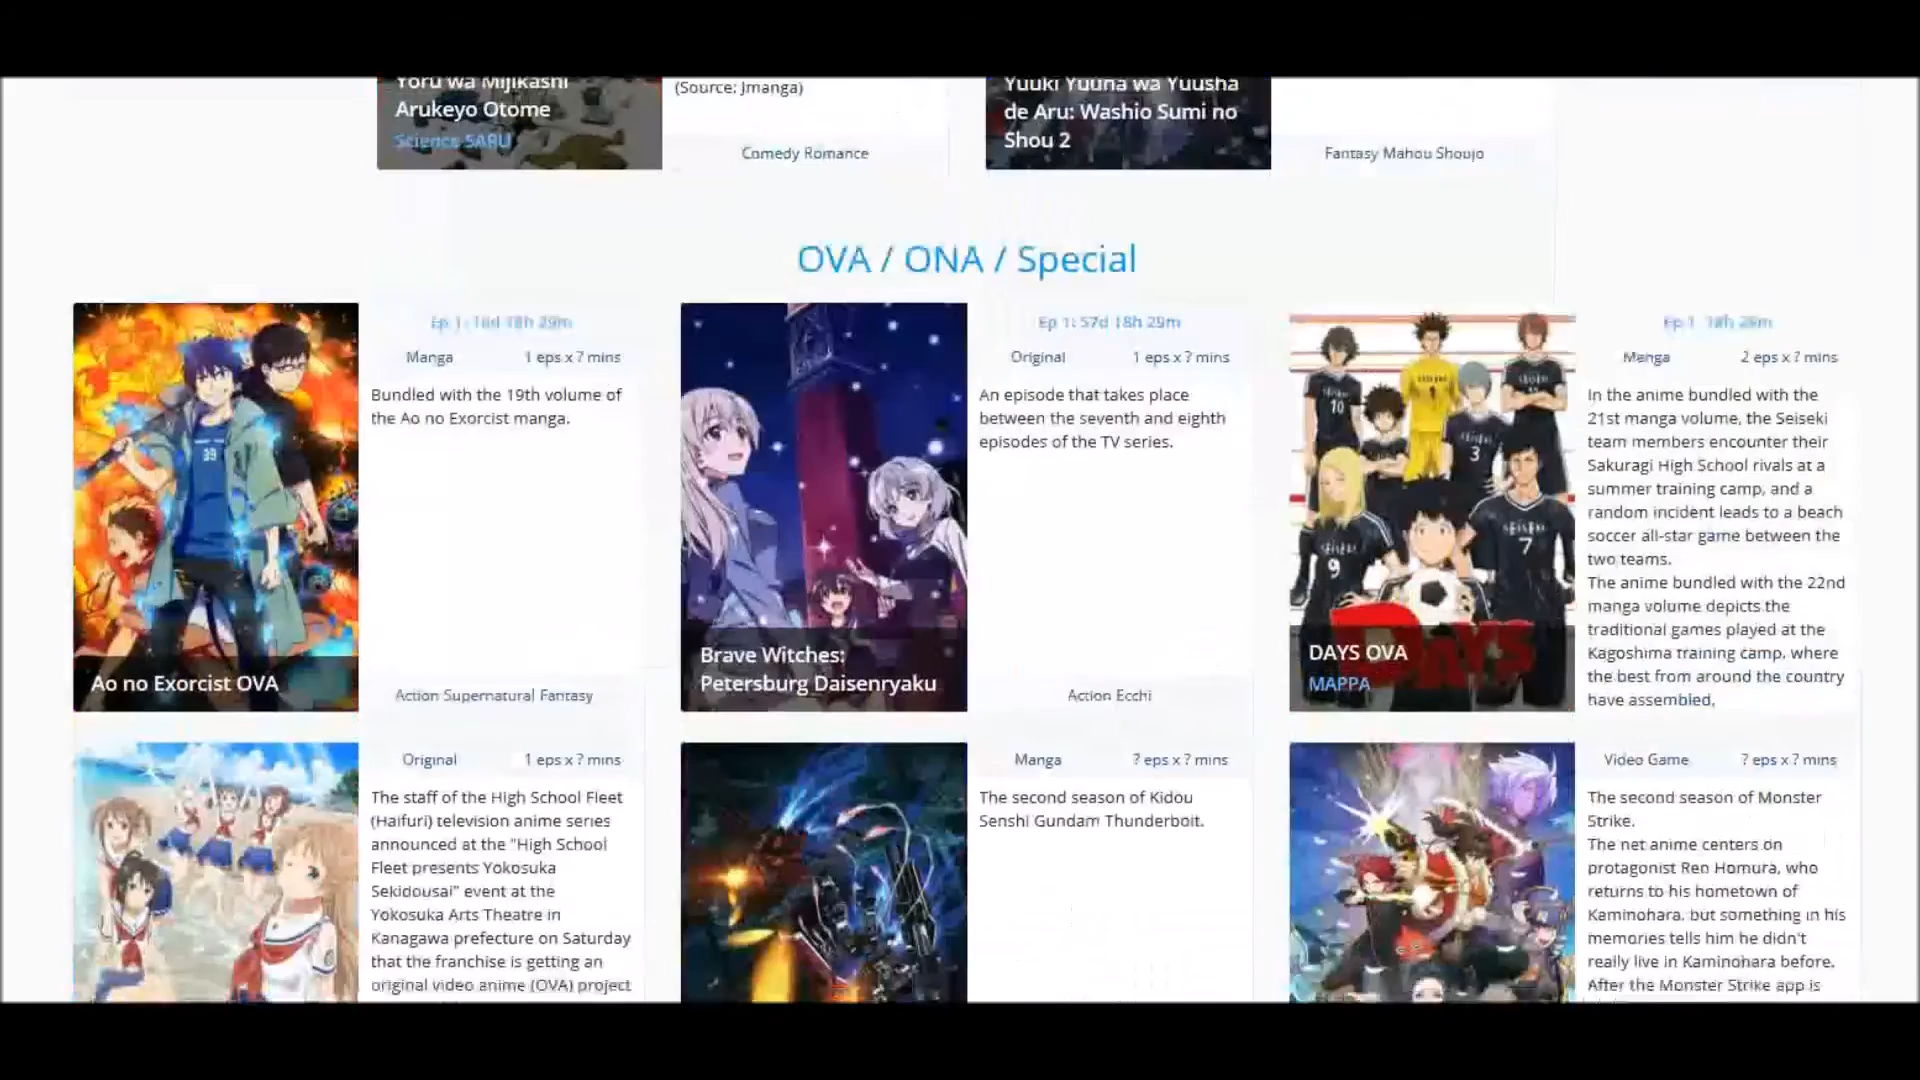 Yoru wa Mijikashi
Arukeyo Otome
Science SARU
(Source: Jmanga)
Comedy Romance
Yuuki Yuuna wa Yuusha
de Aru: Washio Sumi no
Shou 2
Fantasy Mahou Shoujo
OVA / ONA / Special
Ao no Exorcist OVA
18h 29m
Manga 1 eps x ? mins
Bundled with the 19th volume of
the Ao no Exorcist manga.
Action Supernatural Fantasy
Brave Witches:
Petersburg Daisenryaku
Ep 1: 57d 18h 29m
Original 1 eps x ? mins
An episode that takes place
between the seventh and eighth
episodes of the TV series.
Action Ecchi
10
1
3
9
7
DAYS
DAYS OVA
MAPPA
Ep 1:
Manga 2 eps x ? mins
In the anime bundled with the
21st manga volume, the Seiseki
team members encounter their
Sakuragi High School rivals at a
summer training camp, and a
random incident leads to a beach
soccer all-star game between the
two teams.
The anime bundled with the 22nd
manga volume depicts the
traditional games played at the
Kagoshima training camp, where
the best from around the country
have assembled.
Original 1 eps x ? mins
The staff of the High School Fleet
(Haifuri) television anime series
announced at the "High School
Fleet presents Yokosuka
Sekidousai" event at the
Yokosuka Arts Theatre in
Kanagawa prefecture on Saturday
that the franchise is getting an
original video anime (OVA) project
Manga ? eps x ? mins
The second season of Kidou
Senshi Gundam Thunderbolt.
Video Game ? eps x ? mins
The second season of Monster
Strike.
The net anime centers on
protagonist Ren Homura, who
returns to his hometown of
Kaminohara, but something in his
memories tells him he didn't
really live in Kaminohara before.
After the Monster Strike app is